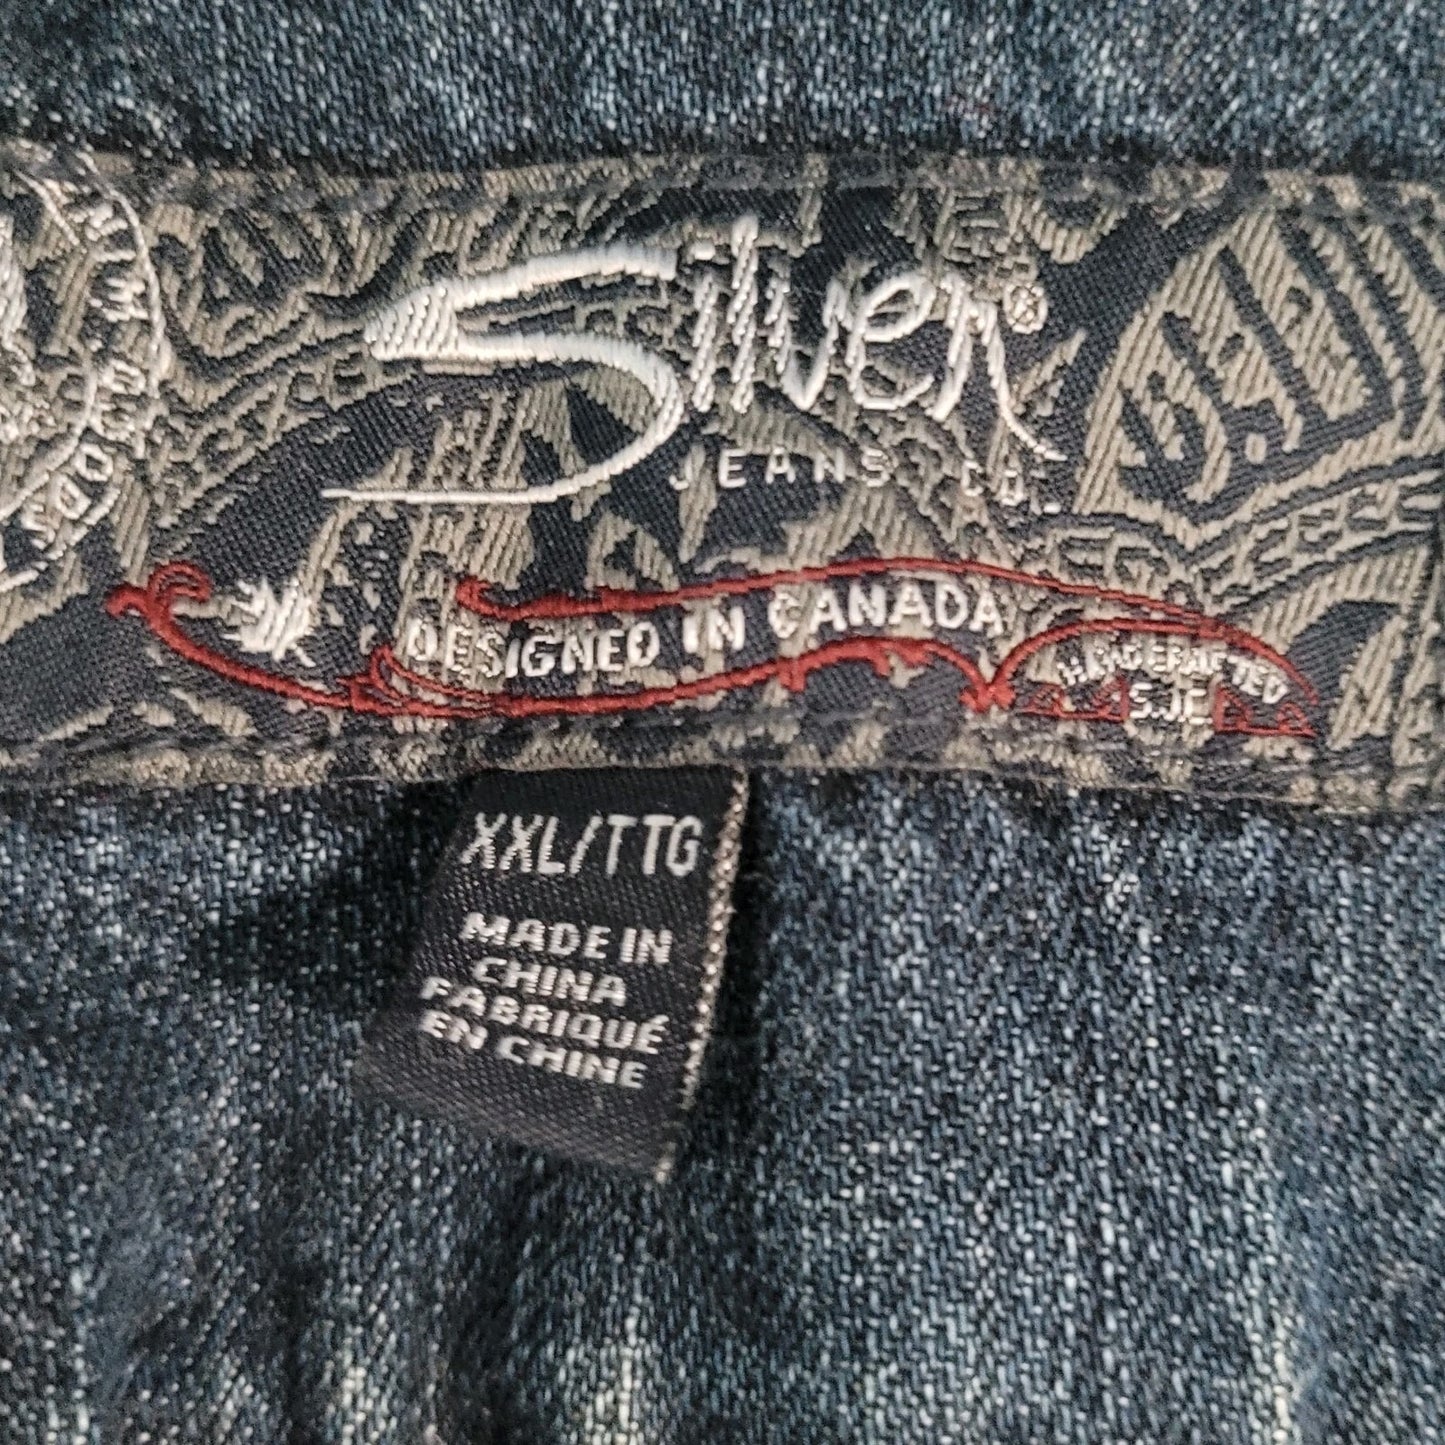 Silver®
JEANS CO
DESIGNED IN CANADA
HANDCRAFTED
S.J.C
XXL/TTG
MADE IN
CHINA
FABRIQUÉ
EN CHINE